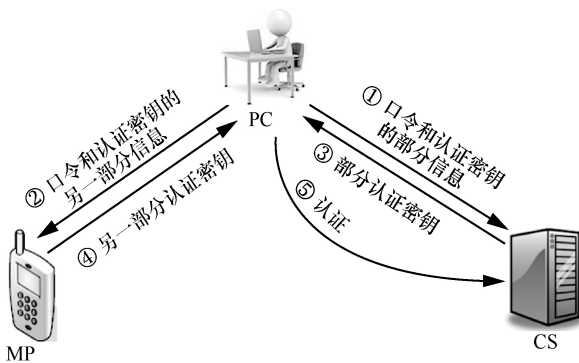 PC
① 口令和认证密钥
的部分信息
② 口令和认证密钥的
另一部分信息
③ 部分认证密钥
④ 另一部分认证密钥
⑤ 认证
MP
CS